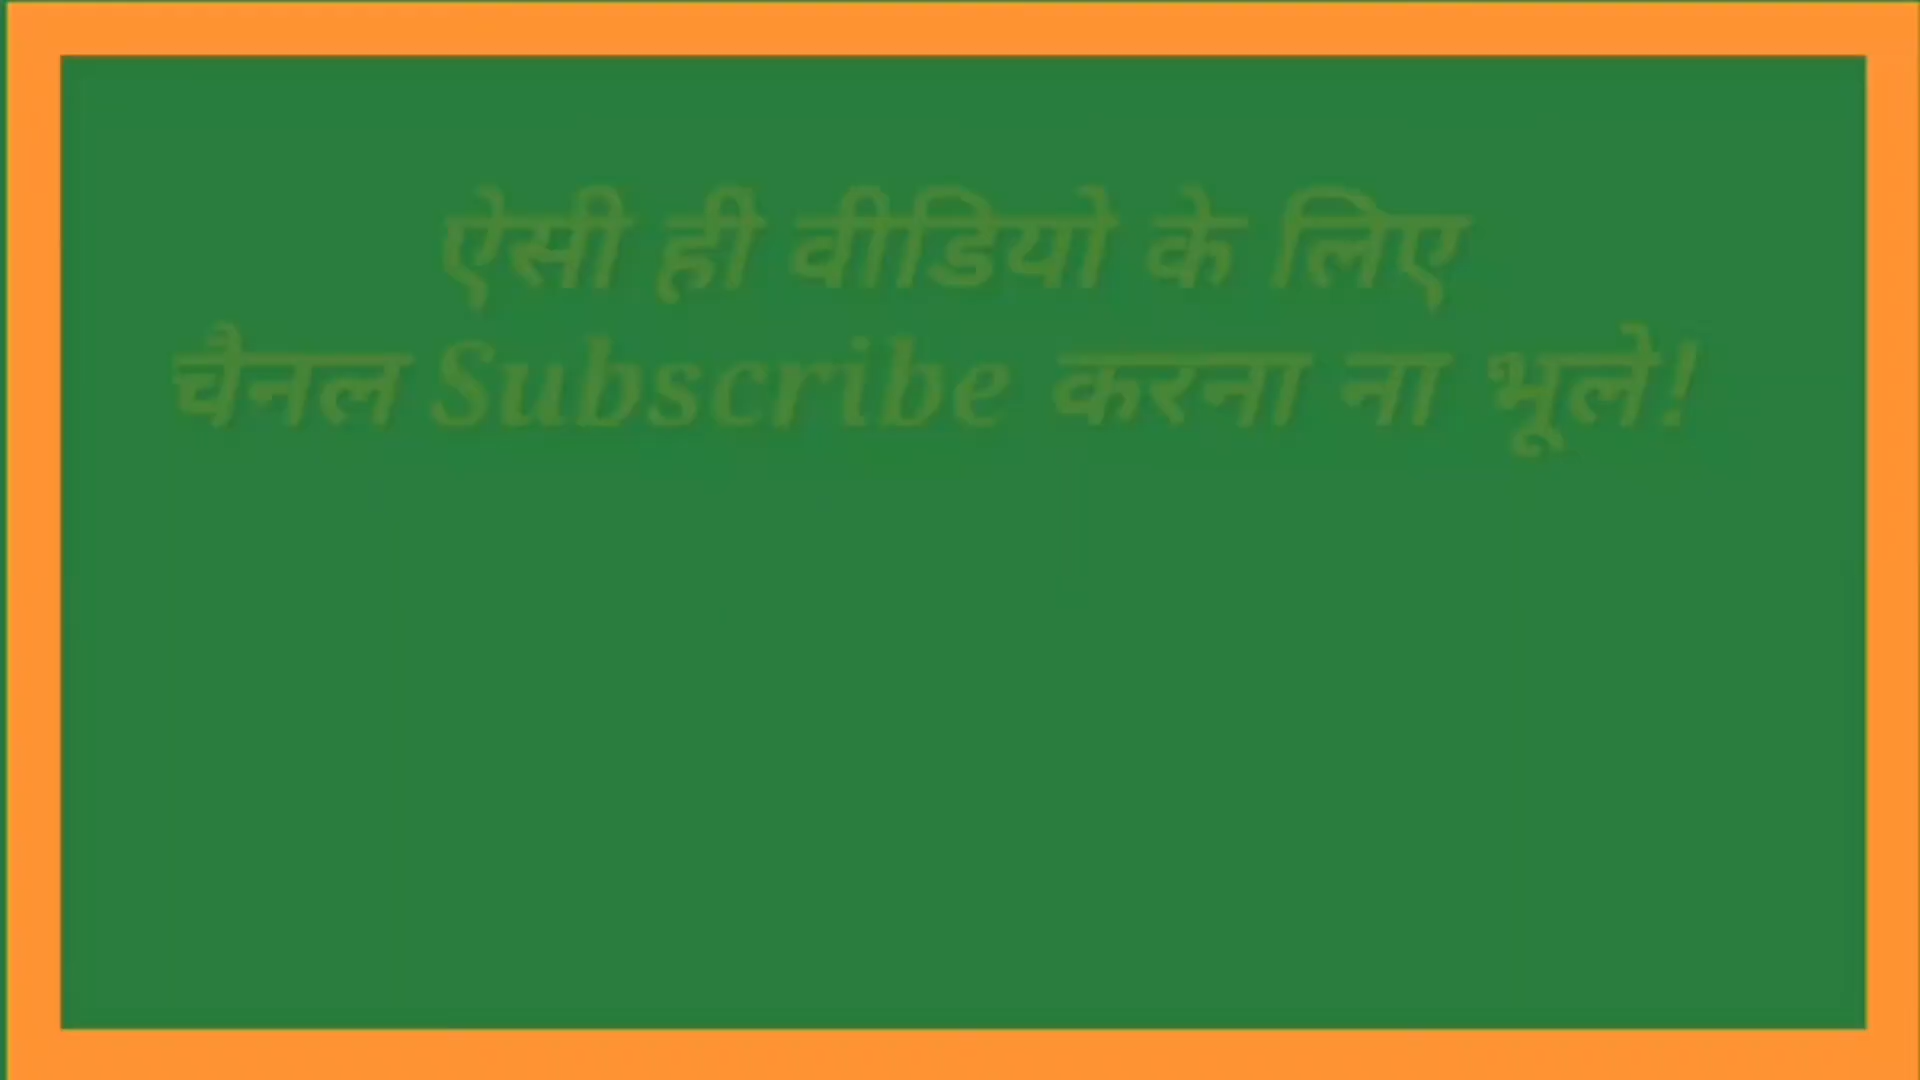 ऐसी ही वीडियो के लिए
चैनल Subscribe करना ना भूले!